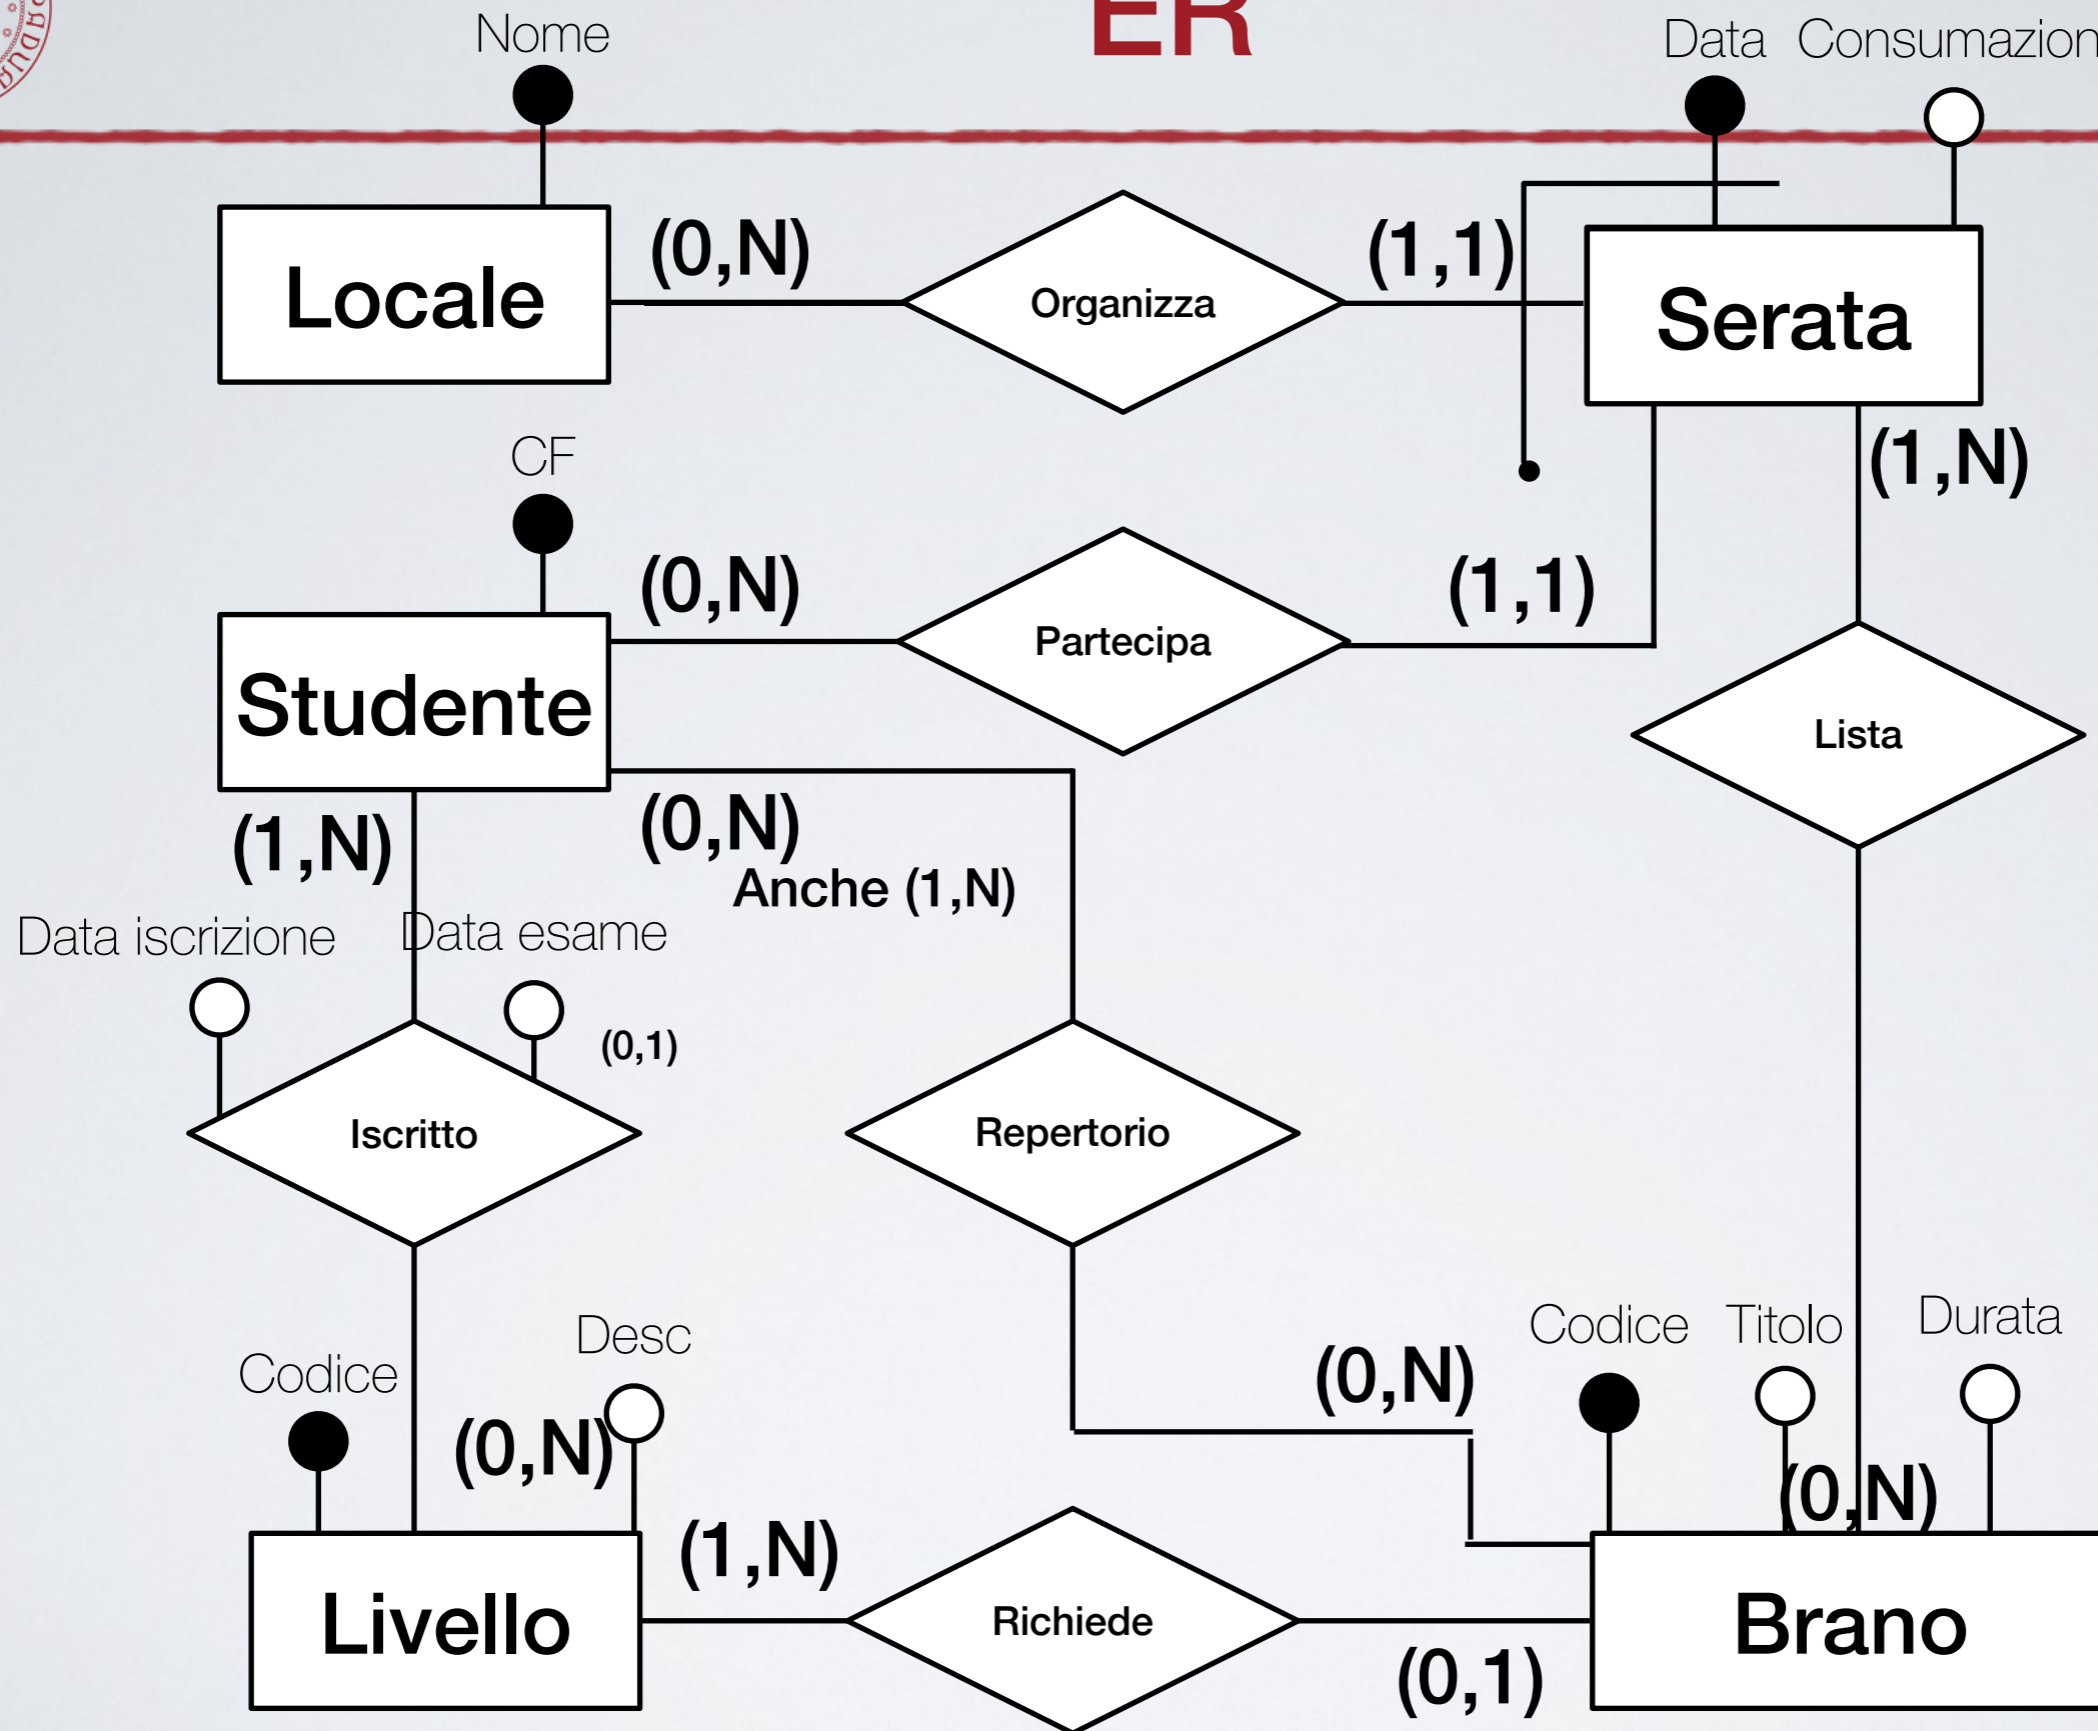 ER
Nome
Data
Consumazion
Locale
(0,N)
Organizza
(1,1)
Serata
CF
(1,N)
Studente
(0,N)
Partecipa
(1,1)
Lista
(1,N)
(0,N)
Anche (1,N)
Data iscrizione
Data esame
(0,1)
Iscritto
Repertorio
Codice
Desc
(0,N)
(0,N)
Codice
Titolo
Durata
(0,N)
Livello
(1,N)
Richiede
(0,1)
Brano